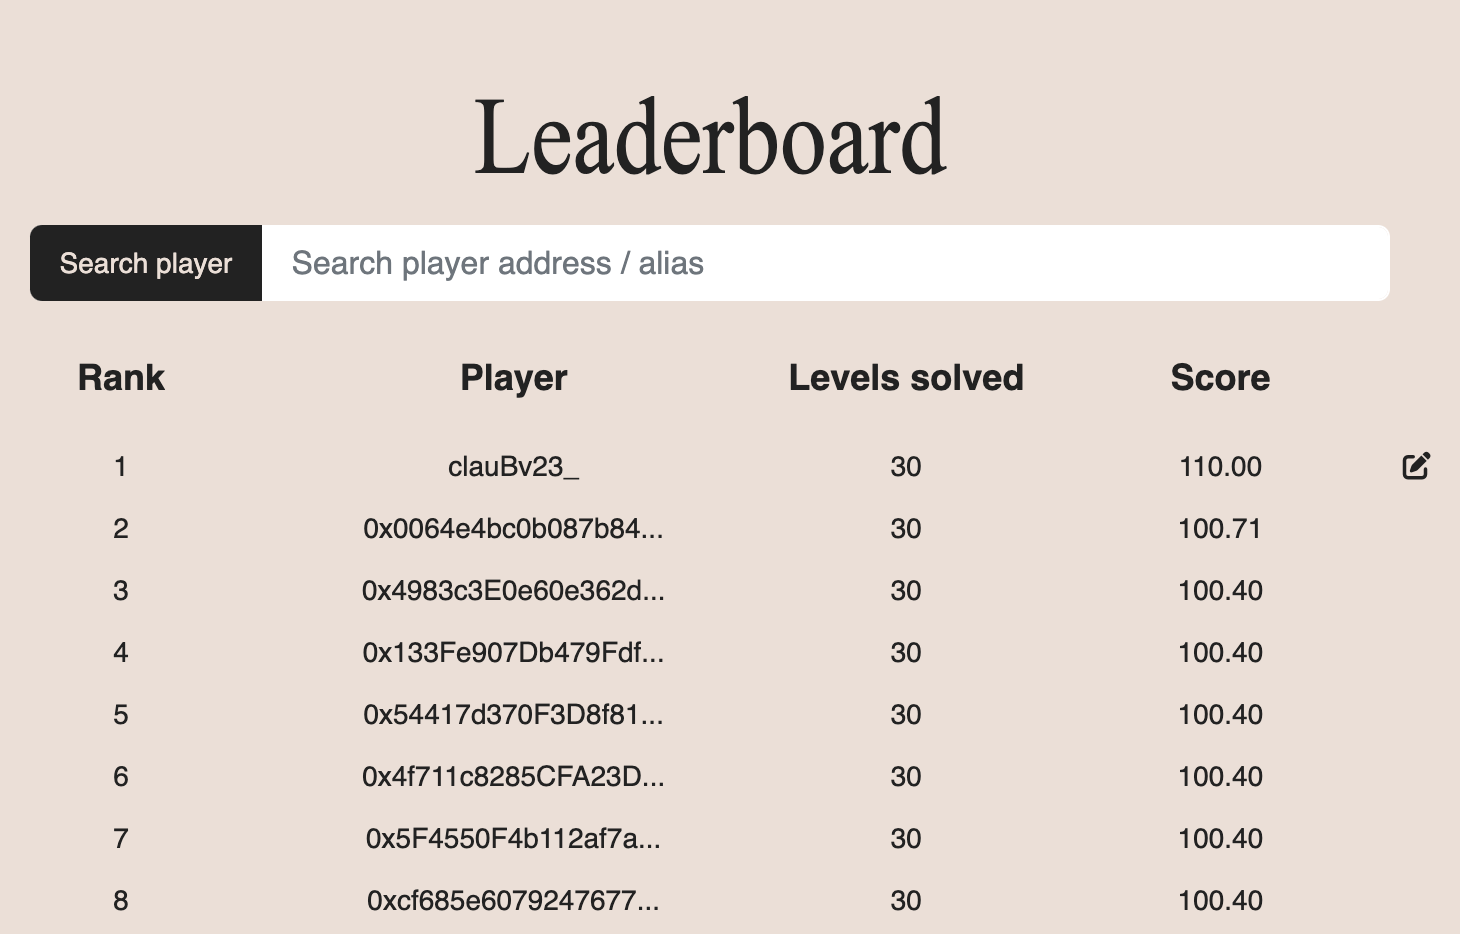 Leaderboard
Search player Search player address / alias
Rank Player Levels solved Score
1 clauBv23_ 30 110.00
2 0x0064e4bc0b087b84... 30 100.71
3 0x4983c3E0e60e362d... 30 100.40
4 0x133Fe907Db479Fdf... 30 100.40
5 0x54417d370F3D8f81... 30 100.40
6 0x4f711c8285CFA23D... 30 100.40
7 0x5F4550F4b112af7a... 30 100.40
8 0xcf685e6079247677... 30 100.40